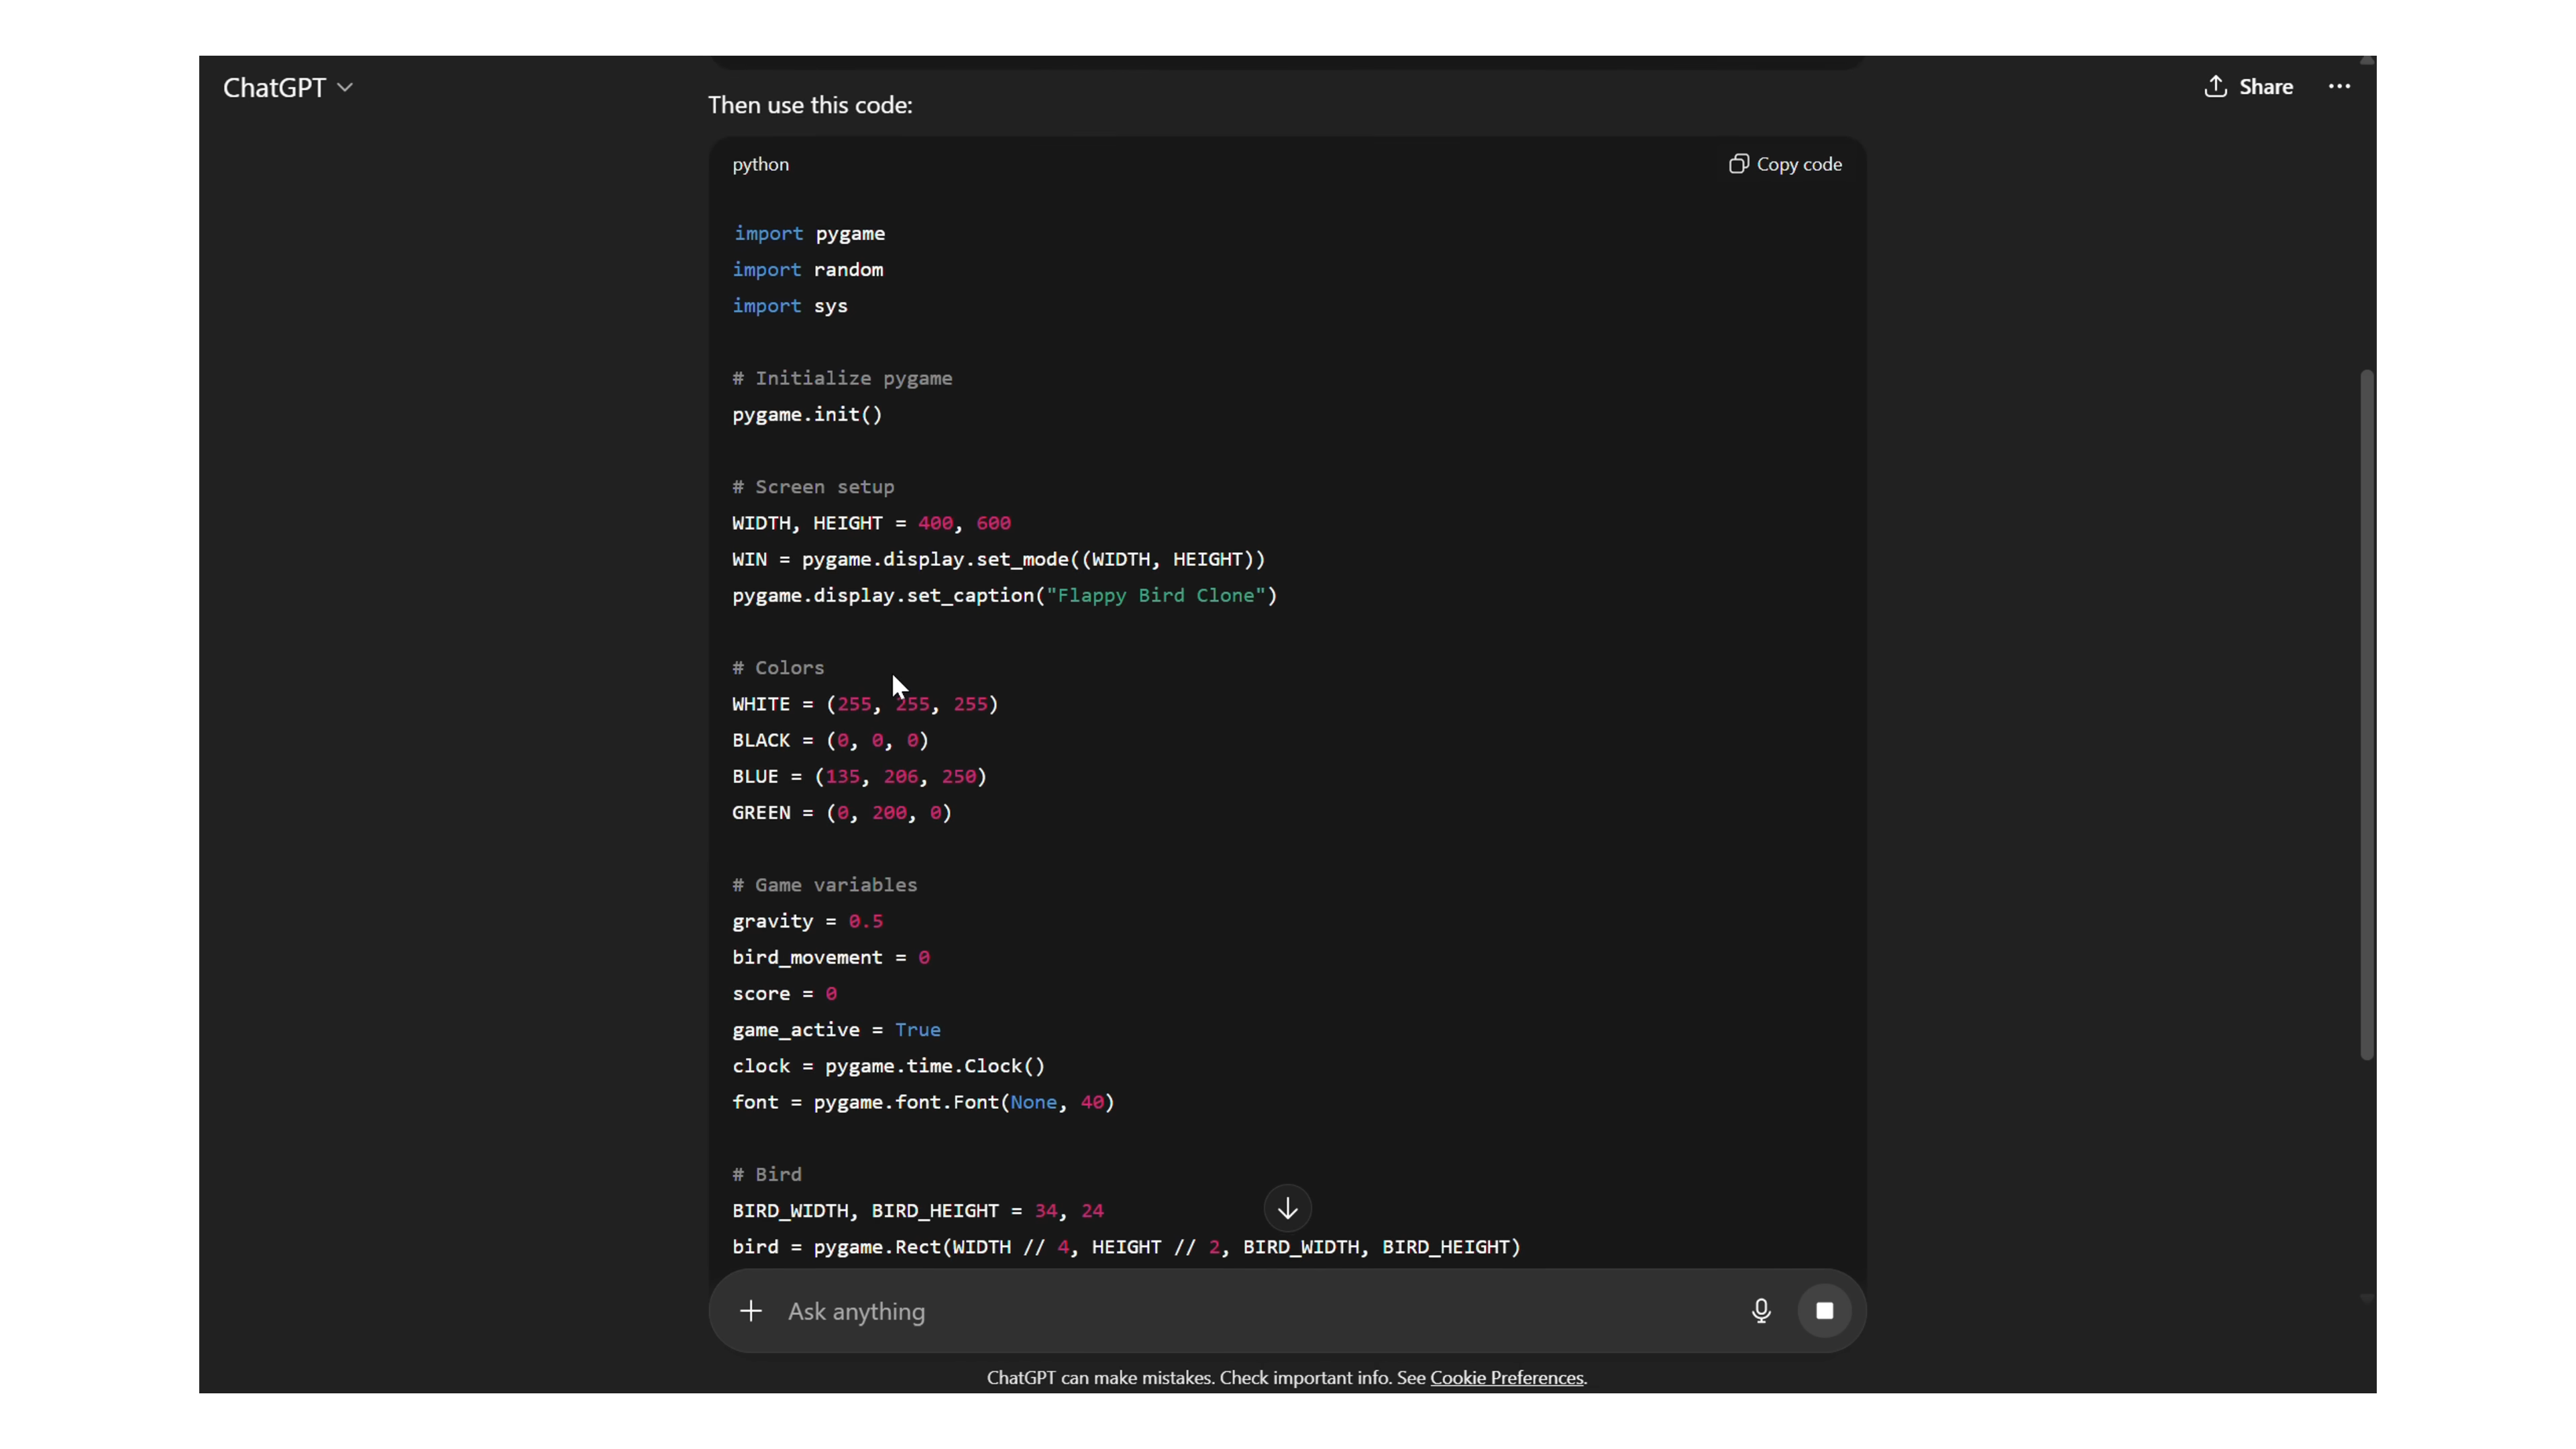 ChatGPT
Share
Then use this code:
python
Copy code
import pygame
import random
import sys
# Initialize pygame
pygame.init()
# Screen setup
WIDTH, HEIGHT = 400, 600
WIN = pygame.display.set_mode((WIDTH, HEIGHT))
pygame.display.set_caption("Flappy Bird Clone")
# Colors
WHITE = (255, 255, 255)
BLACK = (0, 0, 0)
BLUE = (135, 206, 250)
GREEN = (0, 200, 0)
# Game variables
gravity = 0.5
bird_movement = 0
score = 0
game_active = True
clock = pygame.time.Clock()
font = pygame.font.Font(None, 40)
# Bird
BIRD_WIDTH, BIRD_HEIGHT = 34, 24
bird = pygame.Rect(WIDTH // 4, HEIGHT // 2, BIRD_WIDTH, BIRD_HEIGHT)
Ask anything
ChatGPT can make mistakes. Check important info. See Cookie Preferences.